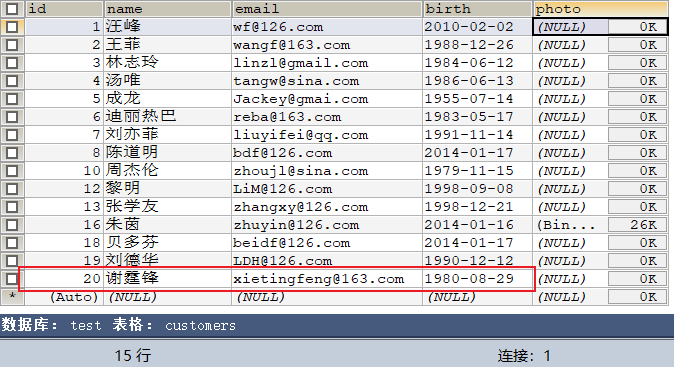 id name email birth photo
1 汪峰 wf@126.com 2010-02-02 (NULL) 0K
2 王菲 wangf@163.com 1988-12-26 (NULL) 0K
3 林志玲 linzl@gmail.com 1984-06-12 (NULL) 0K
4 汤唯 tangw@sina.com 1986-06-13 (NULL) 0K
5 成龙 Jackey@gmai.com 1955-07-14 (NULL) 0K
6 迪丽热巴 reba@163.com 1983-05-17 (NULL) 0K
7 刘亦菲 liuyifei@qq.com 1991-11-14 (NULL) 0K
8 陈道明 bdf@126.com 2014-01-17 (NULL) 0K
10 周杰伦 zhoujl@sina.com 1979-11-15 (NULL) 0K
12 黎明 LiM@126.com 1998-09-08 (NULL) 0K
13 张学友 zhangxy@126.com 1998-12-21 (NULL) 0K
16 朱茵 zhuyin@126.com 2014-01-16 (Bin... 26K
18 贝多芬 beidf@126.com 2014-01-17 (NULL) 0K
19 刘德华 LDH@126.com 1990-12-12 (NULL) 0K
20 谢霆锋 xietingfeng@163.com 1980-08-29 (NULL) 0K
* (Auto) (NULL) (NULL) (NULL) (NULL) 0K
数据库: test 表格: customers
15 行 连接: 1